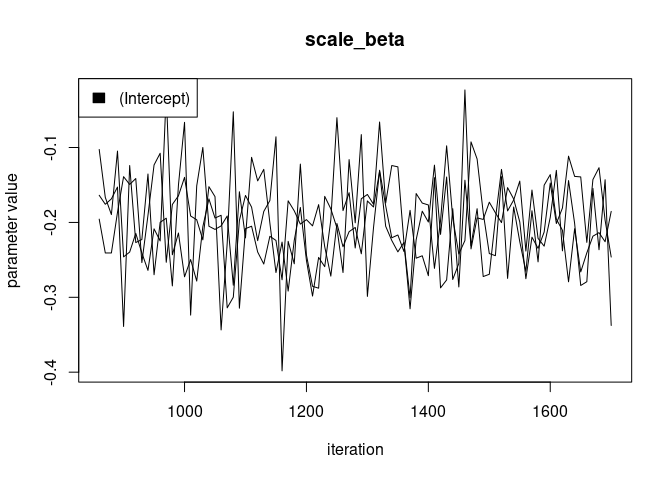 scale_beta
(Intercept)
parameter value
-0.1
-0.2
-0.3
-0.4
1000
1200
1400
1600
iteration